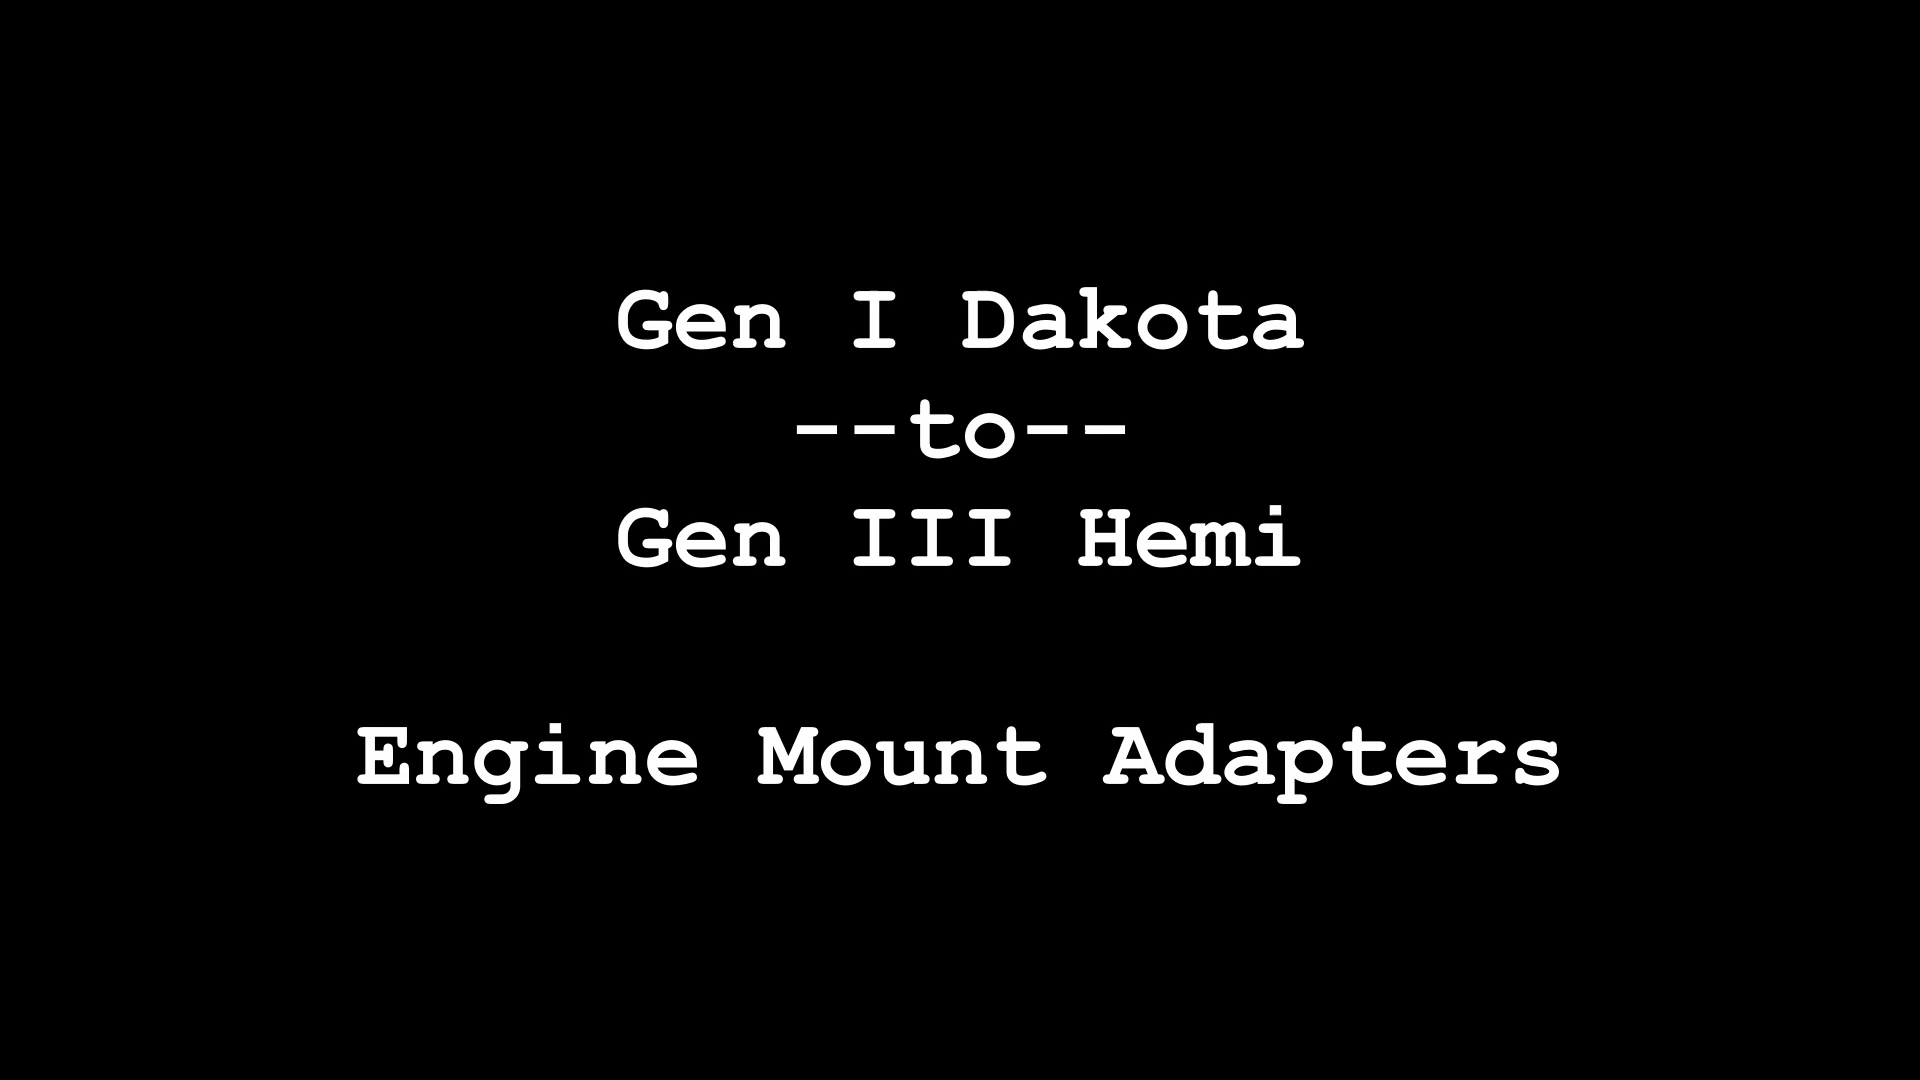 Gen I Dakota
--to--
Gen III Hemi
Engine Mount Adapters